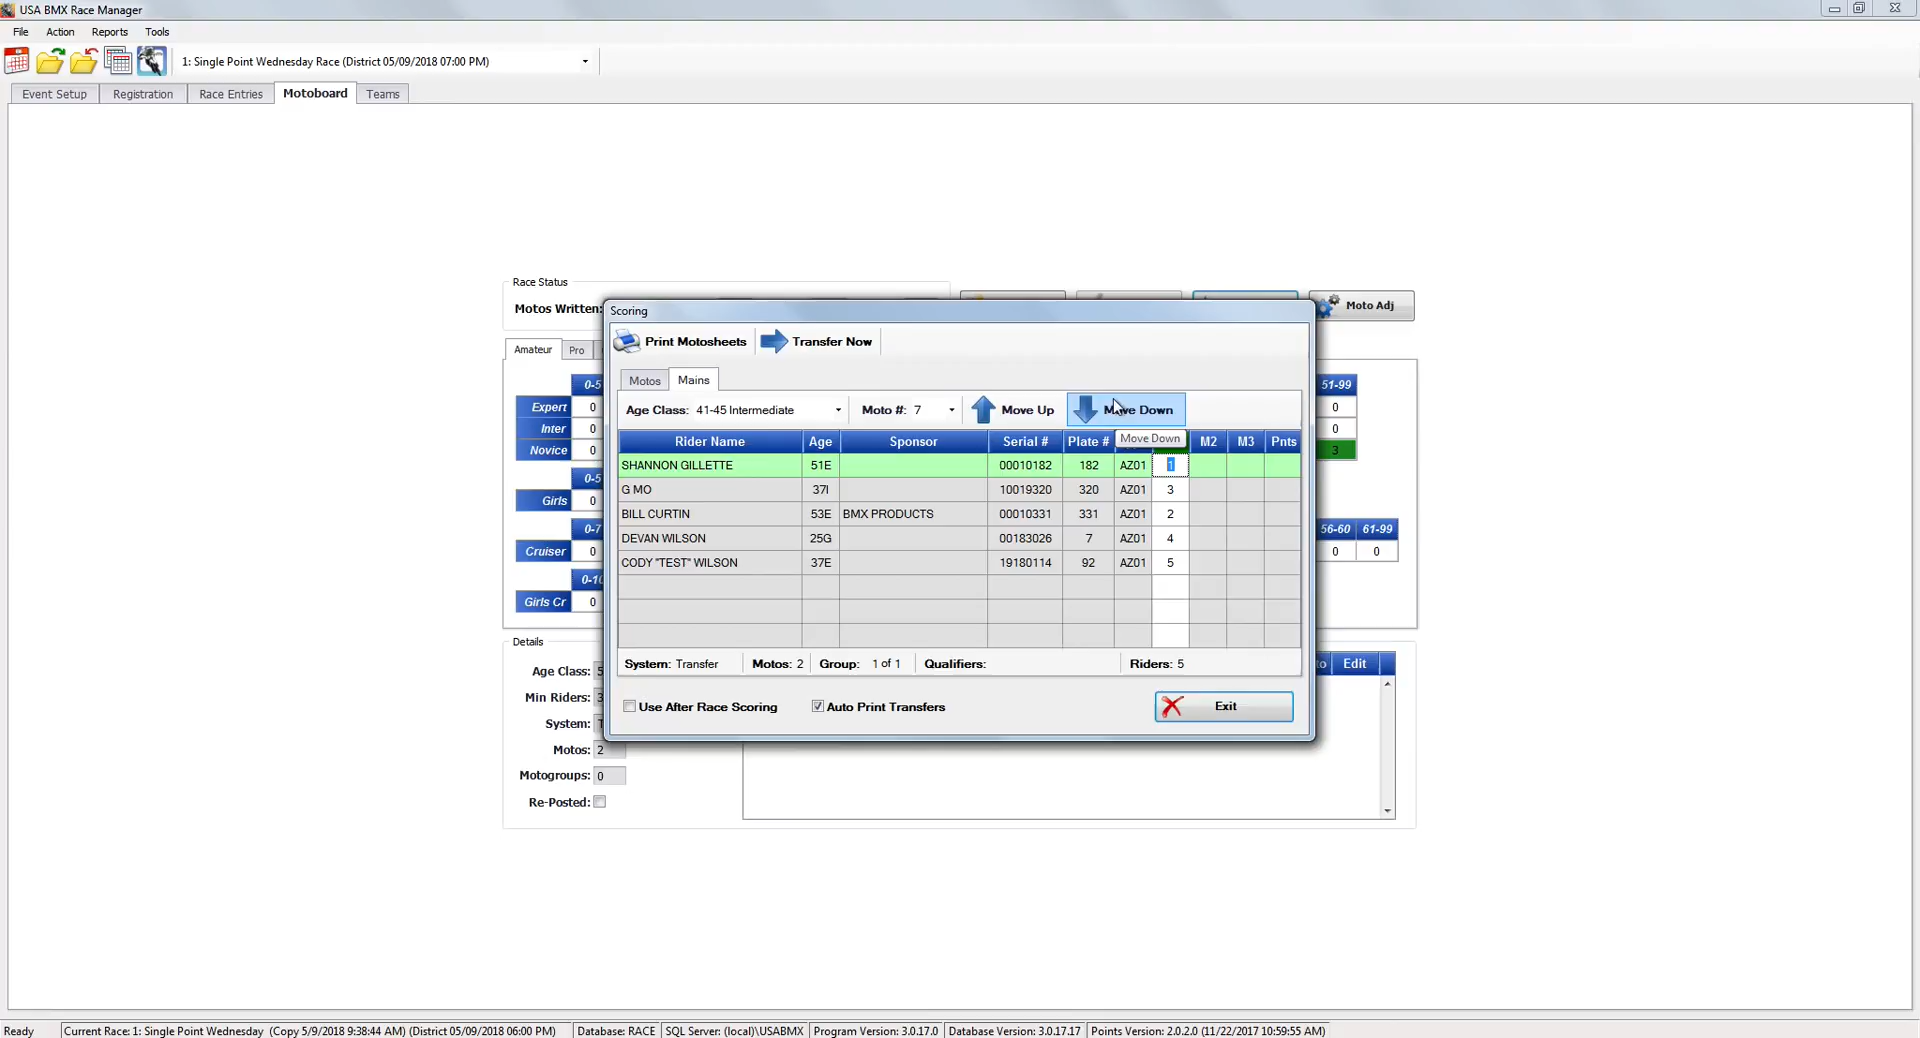 USA BMX Race Manager
File Action Reports Tools
1: Single Point Wednesday Race (District 05/09/2018 07:00 PM)
Event Setup Registration Race Entries Motoboard Teams
Race Status
Motos Written:
Moto Adj
Scoring
Print Motosheets Transfer Now
Amateur Pro
Motos Mains
0-5 51-99
Expert 0 0
Inter 0 0
Novice 0 3
0-5
Girls 0
0-7 56-60 61-99
Cruiser 0 0 0
0-10
Girls Cr 0
Age Class: 41-45 Intermediate Moto #: 7 Move Up Move Down
Move Down
Rider Name Age Sponsor Serial # Plate # M2 M3 Pnts
SHANNON GILLETTE 51E 00010182 182 AZ01 1
G MO 37I 10019320 320 AZ01 3
BILL CURTIN 53E BMX PRODUCTS 00010331 331 AZ01 2
DEVAN WILSON 25G 00183026 7 AZ01 4
CODY "TEST" WILSON 37E 19180114 92 AZ01 5
System: Transfer Motos: 2 Group: 1 of 1 Qualifiers: Riders: 5
Use After Race Scoring Auto Print Transfers Exit
Details
Age Class: 5
Min Riders: 3
System: T
Motos: 2
Motogroups: 0
Re-Posted:
to Edit
Ready Current Race: 1: Single Point Wednesday (Copy 5/9/2018 9:38:44 AM) (District 05/09/2018 06:00 PM) Database: RACE SQL Server: (local)\USABMX Program Version: 3.0.17.0 Database Version: 3.0.17.17 Points Version: 2.0.2.0 (11/22/2017 10:59:55 AM)